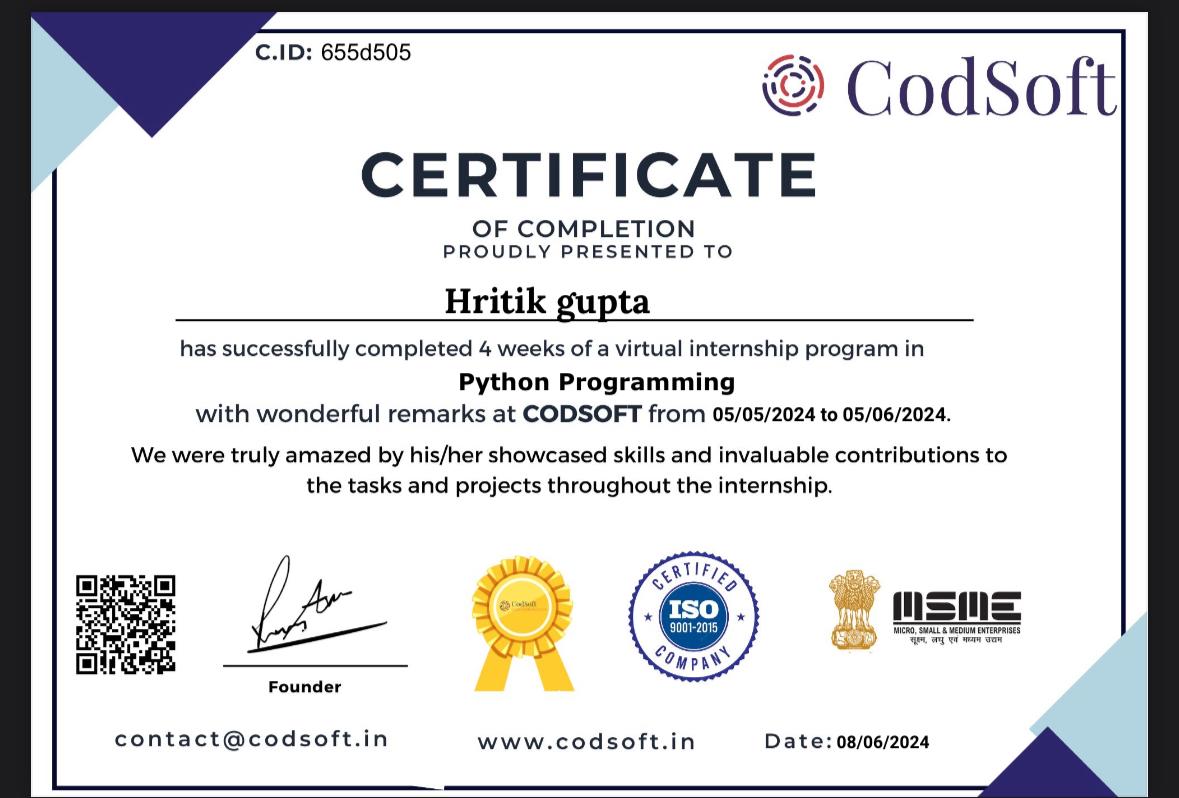 C.ID: 655d505
CodSoft
CERTIFICATE
OF COMPLETION
PROUDLY PRESENTED TO
Hritik gupta
has successfully completed 4 weeks of a virtual internship program in
Python Programming
with wonderful remarks at CODSOFT from 05/05/2024 to 05/06/2024.
We were truly amazed by his/her showcased skills and invaluable contributions to
the tasks and projects throughout the internship.
Founder
CodSoft
CERTIFIED
ISO
9001-2015
COMPANY
MSME
MICRO, SMALL & MEDIUM ENTERPRISES
सूक्ष्म, लघु एवं मध्यम उद्यम
contact@codsoft.in
www.codsoft.in
Date: 08/06/2024